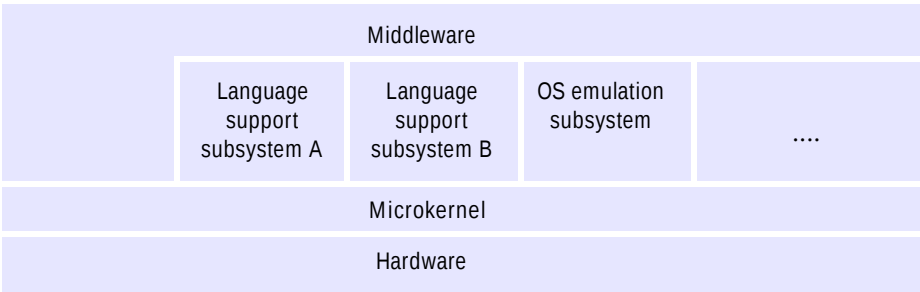 Middleware
Language
support
subsystem A
Language
support
subsystem B
OS emulation
subsystem
....
Microkernel
Hardware